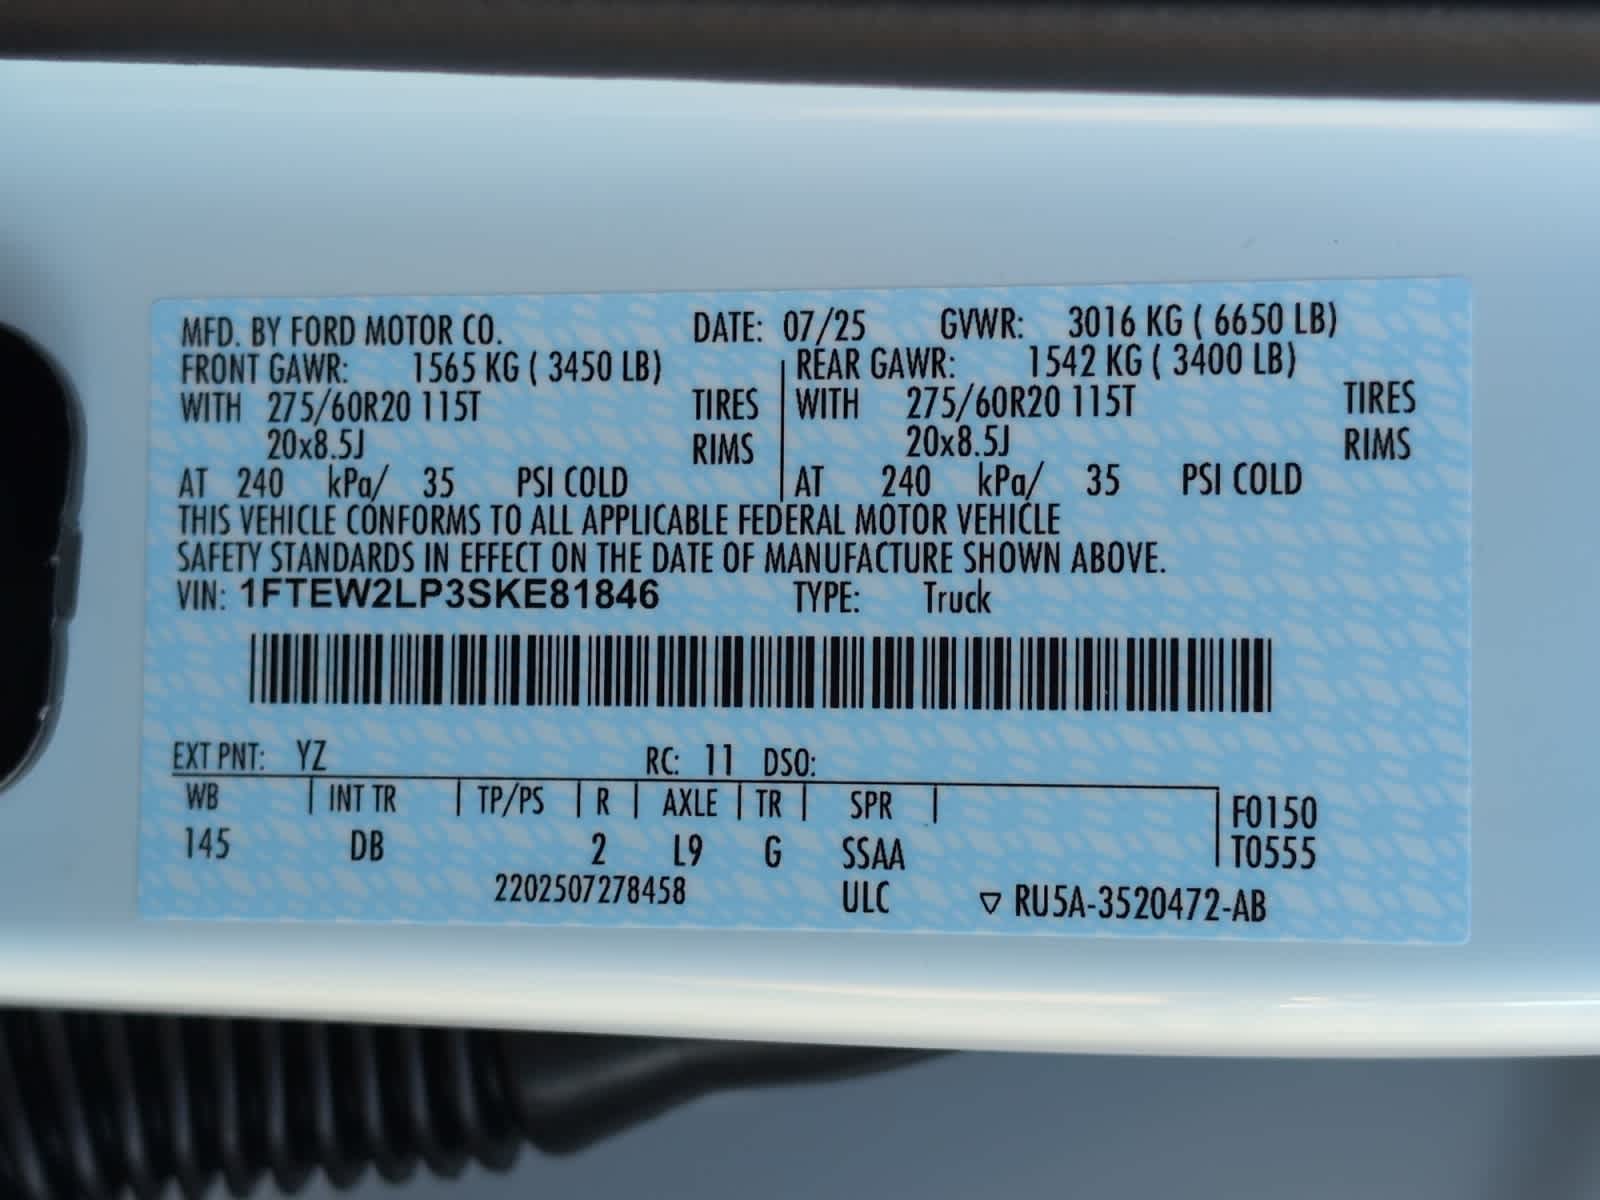 MFD. BY FORD MOTOR CO. DATE: 07/25 GVWR: 3016 KG ( 6650 LB)
FRONT GAWR: 1565 KG ( 3450 LB) REAR GAWR: 1542 KG ( 3400 LB)
WITH 275/60R20 115T TIRES WITH 275/60R20 115T TIRES
20x8.5J RIMS 20x8.5J RIMS
AT 240 kPa/ 35 PSI COLD AT 240 kPa/ 35 PSI COLD
THIS VEHICLE CONFORMS TO ALL APPLICABLE FEDERAL MOTOR VEHICLE
SAFETY STANDARDS IN EFFECT ON THE DATE OF MANUFACTURE SHOWN ABOVE.
VIN: 1FTEW2LP3SKE81846 TYPE: Truck
EXT PNT: YZ RC: 11 DSO:
WB INT TR TP/PS R AXLE TR SPR F0150
145 DB 2 L9 G SSAA T0555
2202507278458 ULC ▽ RU5A-3520472-AB